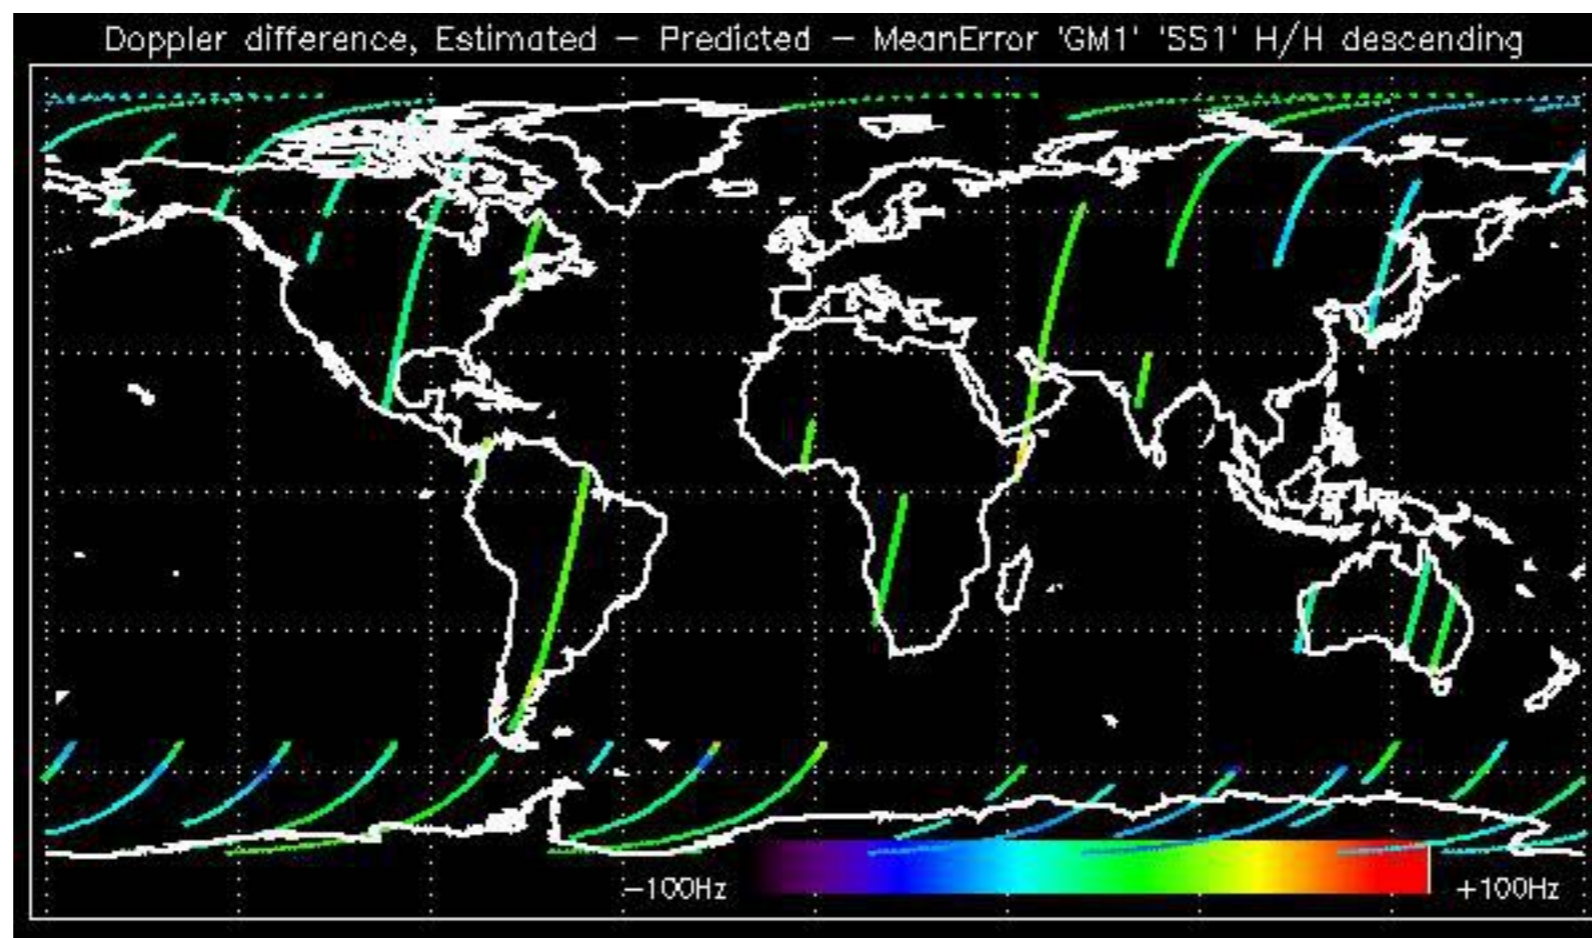 Doppler difference, Estimated — Predicted — MeanError 'GM1' 'SS1' H/H descending
—100Hz
+100Hz